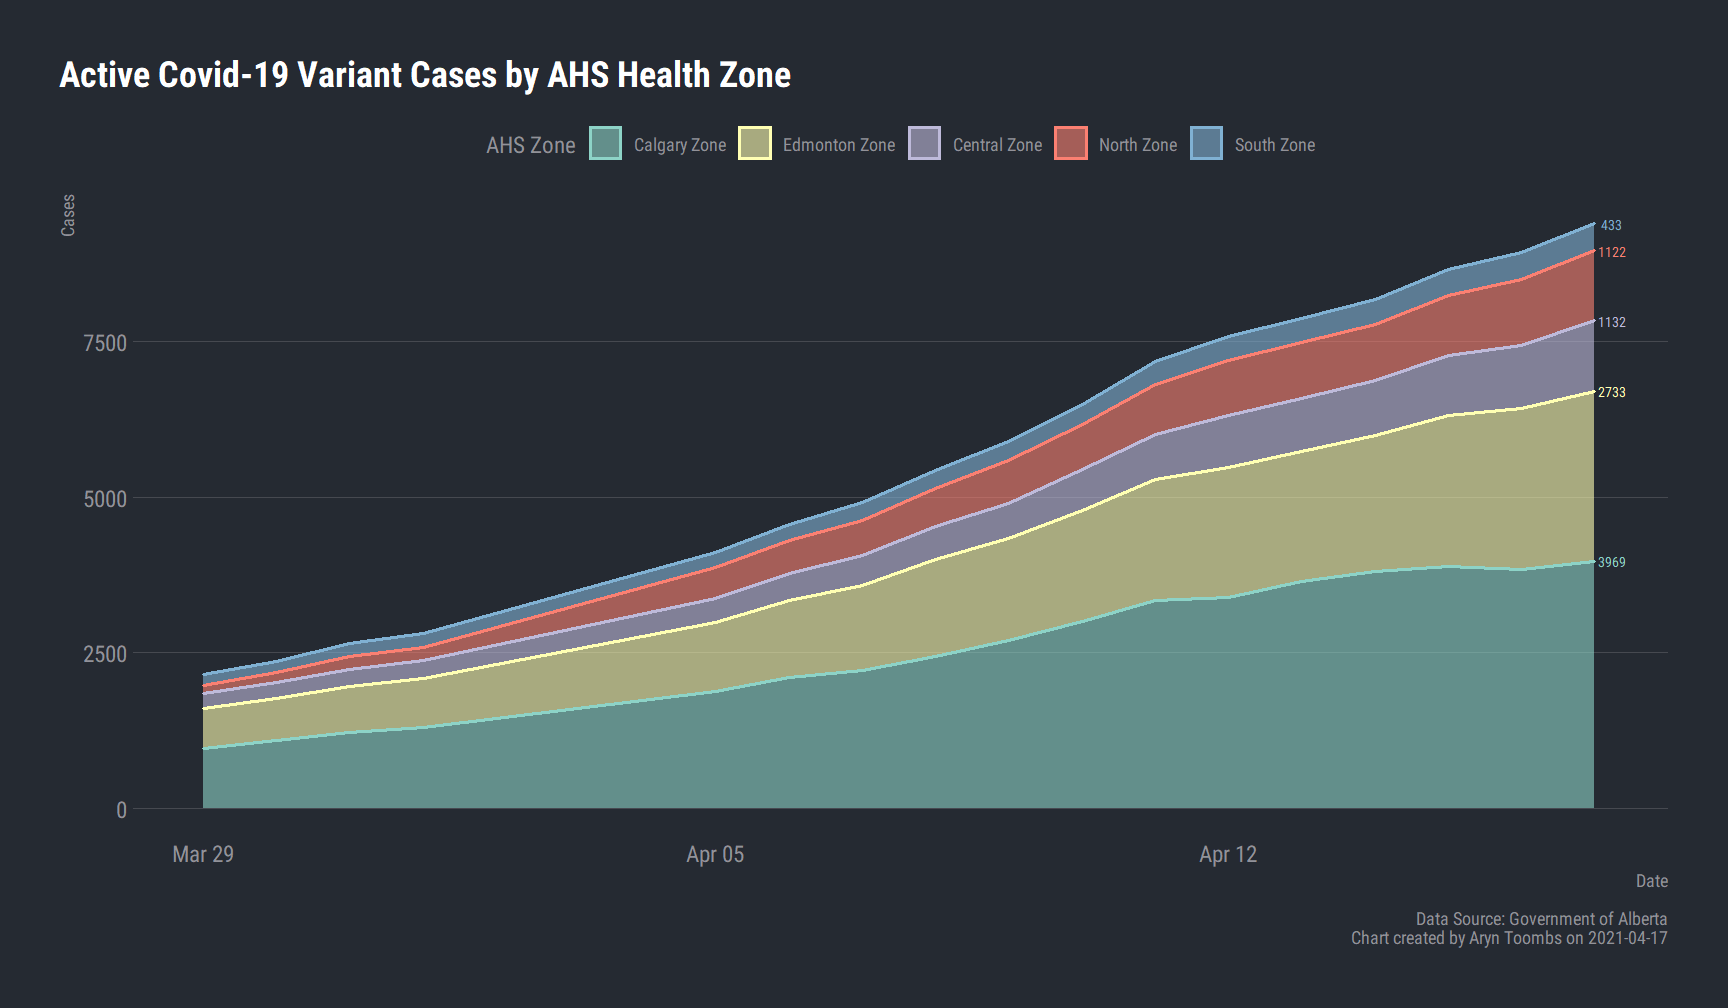 Active Covid-19 Variant Cases by AHS Health Zone
AHS Zone Calgary Zone Edmonton Zone Central Zone North Zone South Zone
Cases
433
1122
1132
7500
2733
5000
3969
2500
0
Mar 29 Apr 05 Apr 12
Date
Data Source: Government of Alberta
Chart created by Aryn Toombs on 2021-04-17